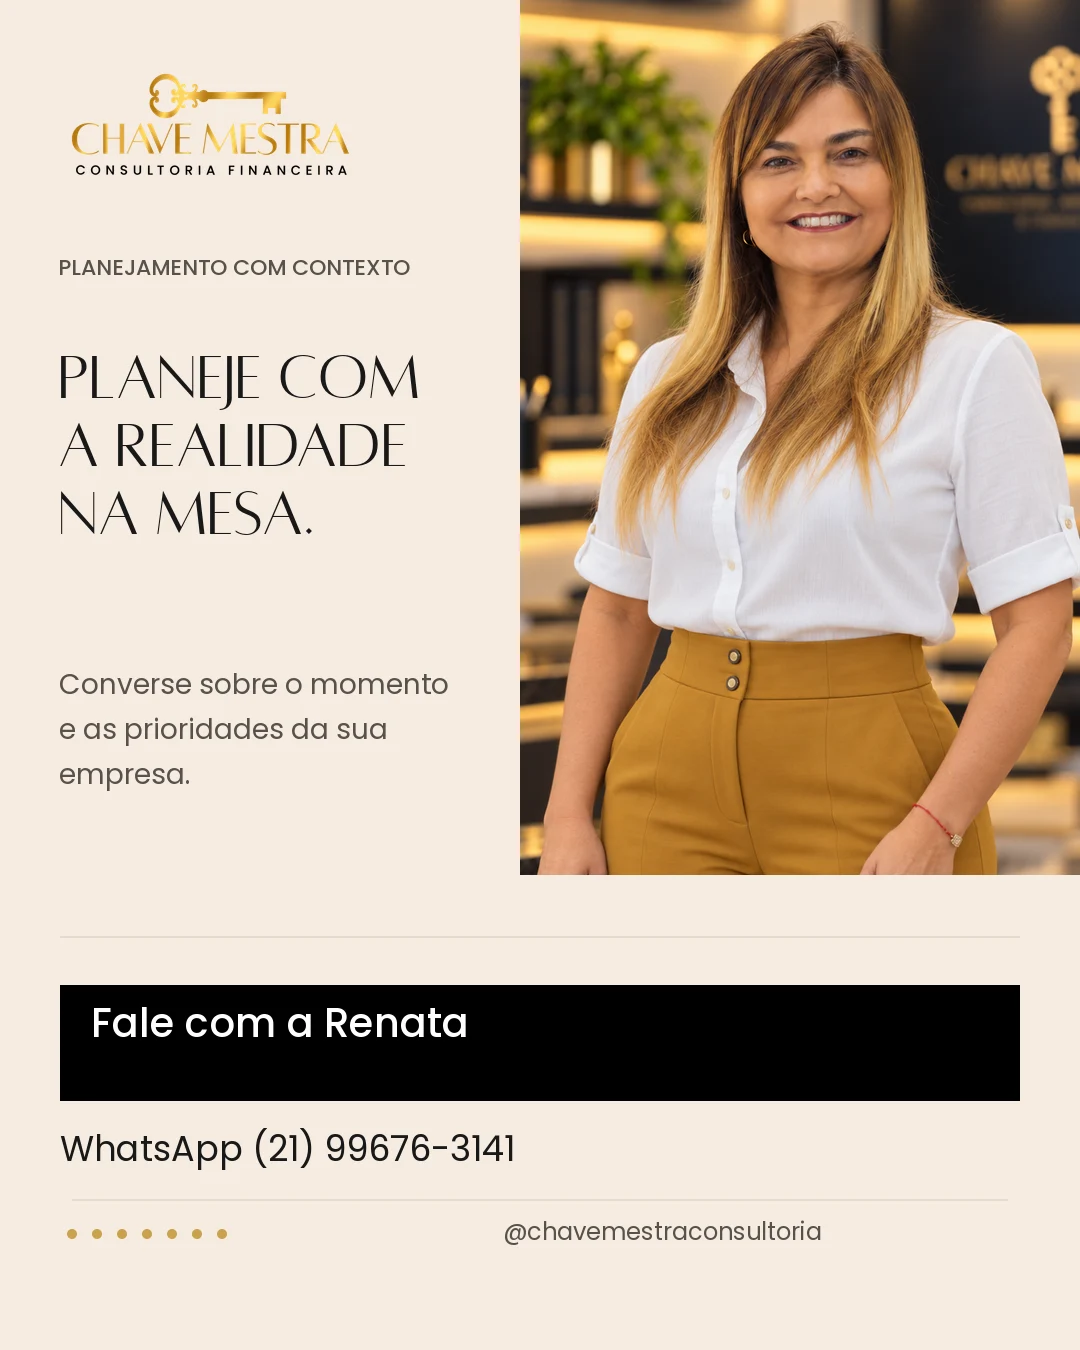 CHAVE MESTRA
CONSULTORIA FINANCEIRA
PLANEJAMENTO COM CONTEXTO
PLANEJE COM
A REALIDADE
NA MESA.
Converse sobre o momento
e as prioridades da sua
empresa.
CHAVE M
Fale com a Renata
WhatsApp (21) 99676-3141
@chavemestraconsultoria